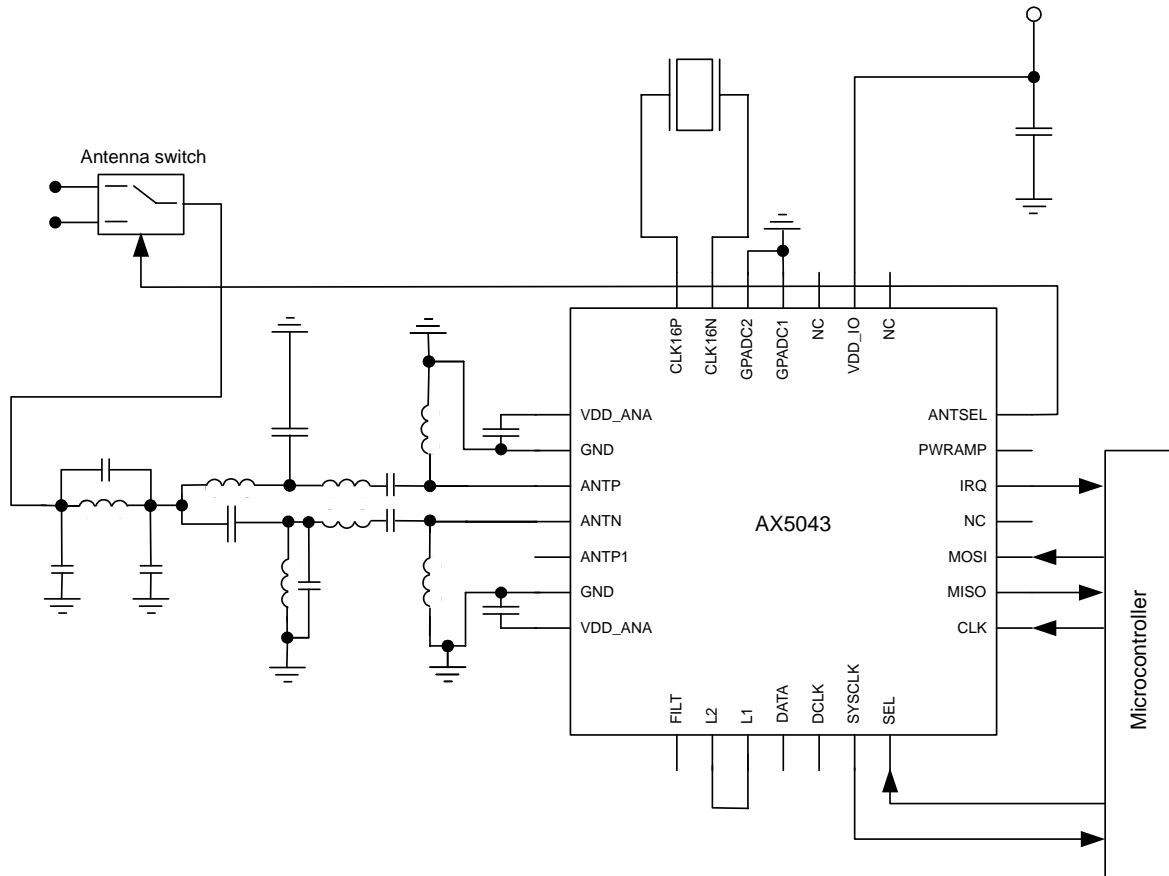 Antenna switch
CLK16P
CLK16N
GPADC2
GPADC1
NC
VDD_IO
NC
VDD_ANA
GND
ANTP
ANTN
ANTP1
GND
VDD_ANA
AX5043
ANTSEL
PWRAMP
IRQ
NC
MOSI
MISO
CLK
FILT
L2
L1
DATA
DCLK
SYSCLK
SEL
Microcontroller